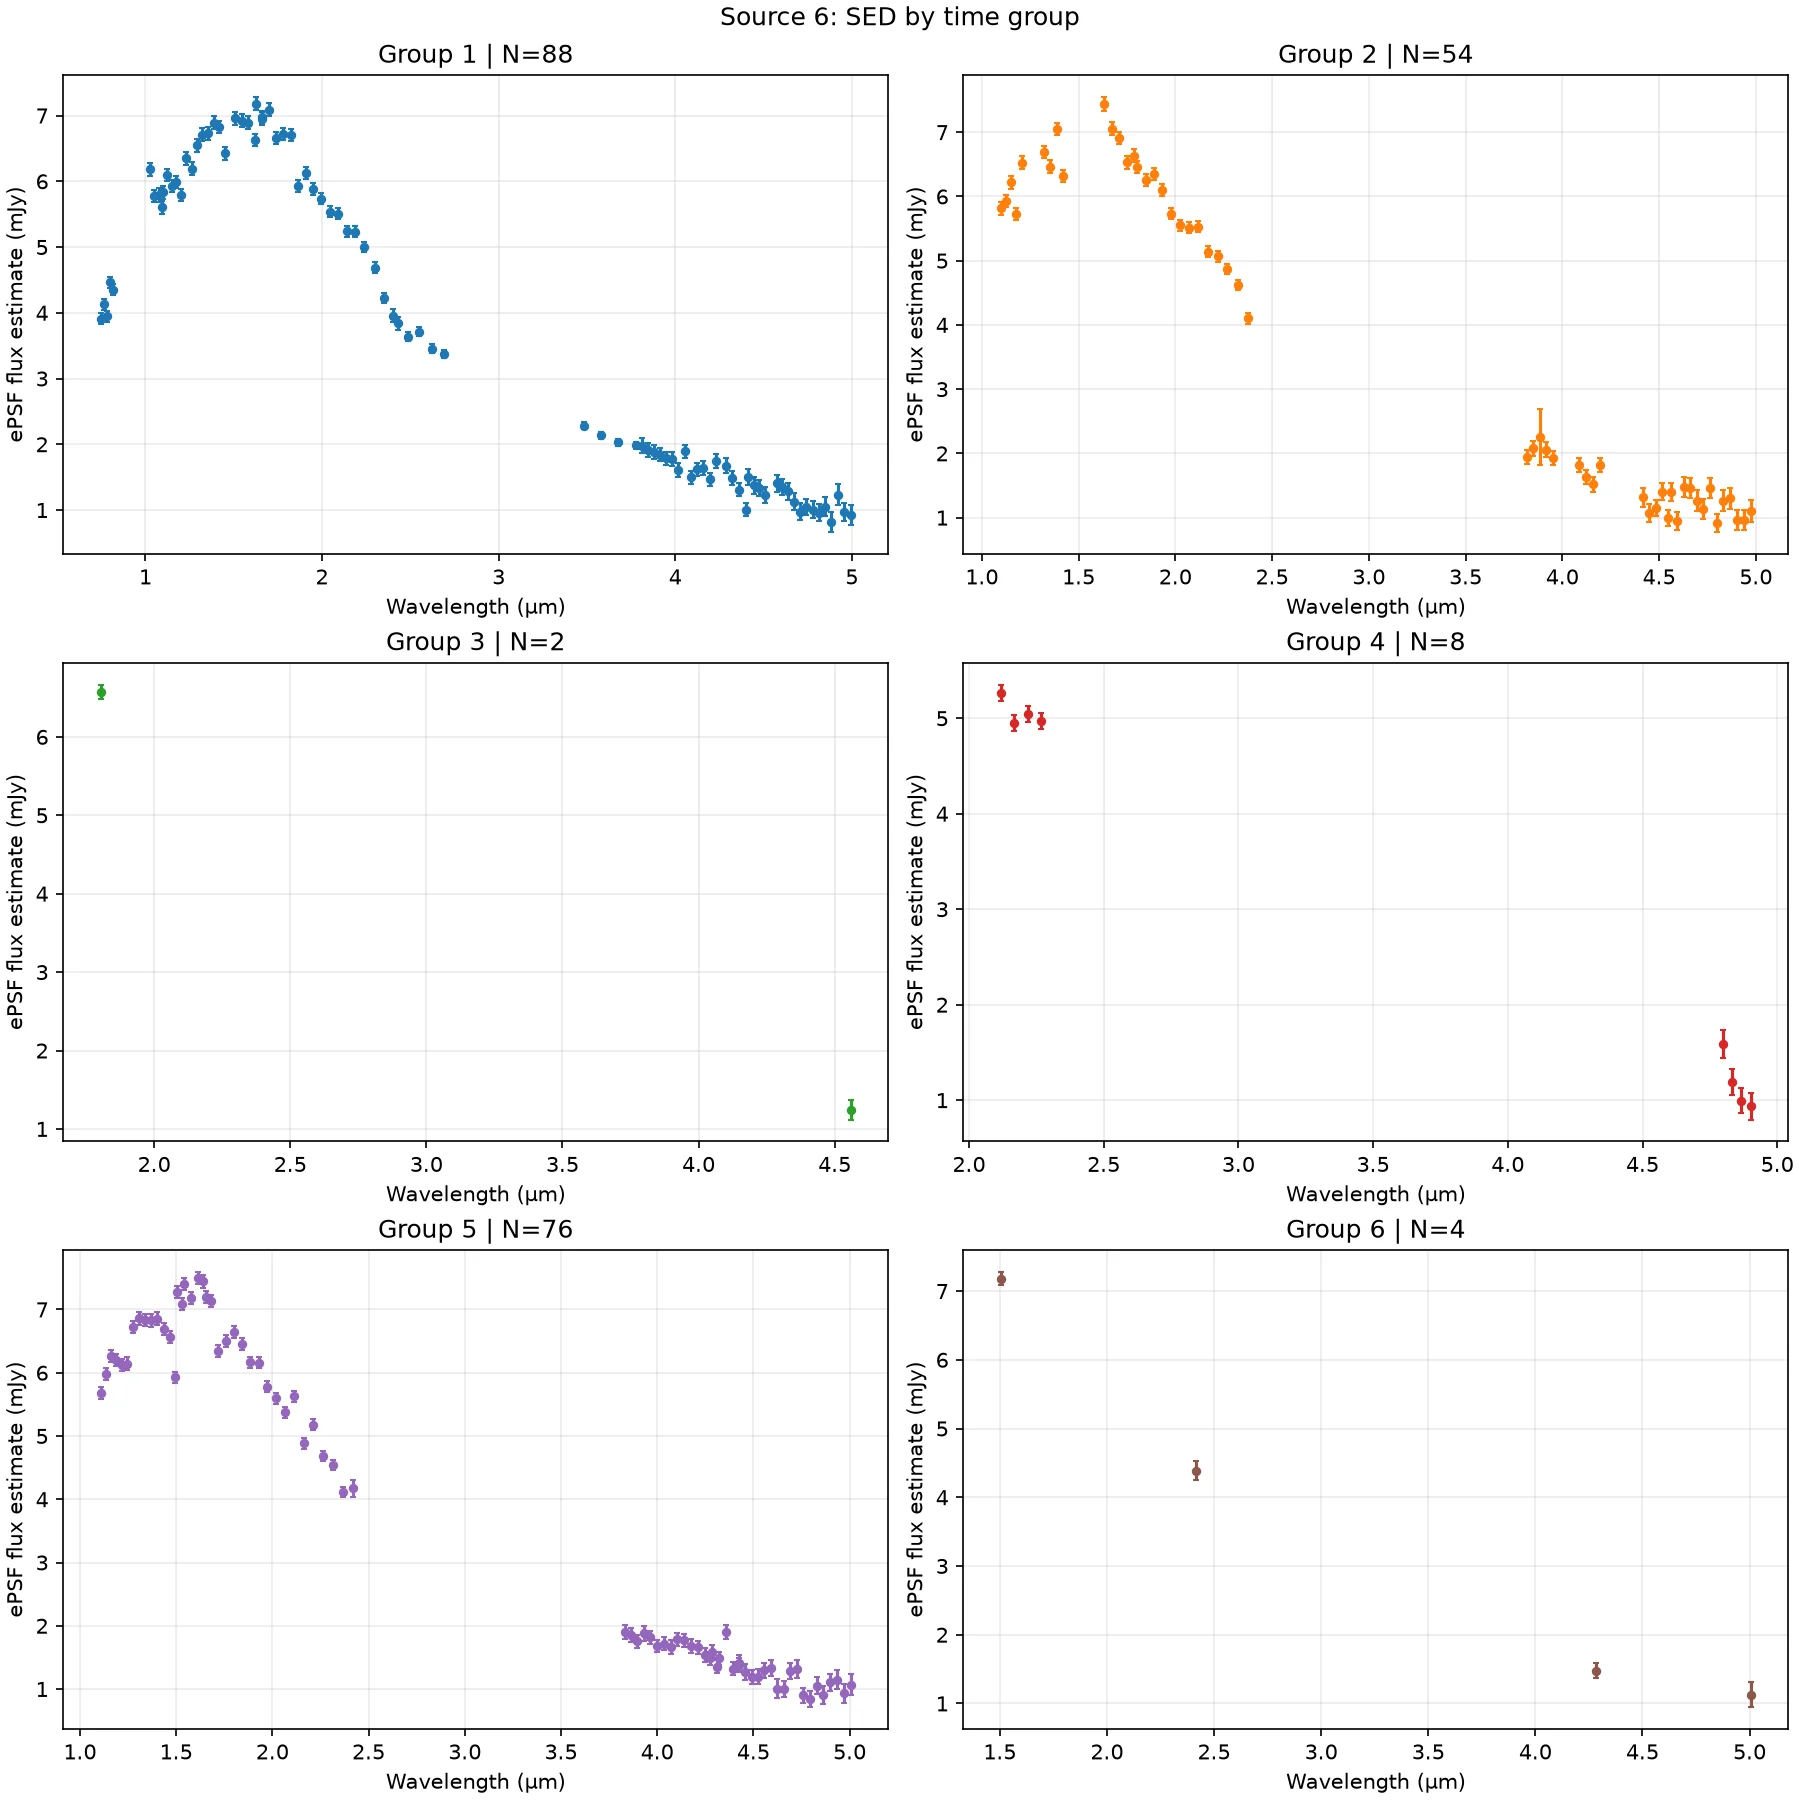 Source 6: SED by time group
Group 1 | N=88
ePSF flux estimate (mJy)
7
6
5
4
3
2
1
1 2 3 4 5
Wavelength (µm)
Group 2 | N=54
ePSF flux estimate (mJy)
7
6
5
4
3
2
1
1.0 1.5 2.0 2.5 3.0 3.5 4.0 4.5 5.0
Wavelength (µm)
Group 3 | N=2
ePSF flux estimate (mJy)
6
5
4
3
2
1
2.0 2.5 3.0 3.5 4.0 4.5
Wavelength (µm)
Group 4 | N=8
ePSF flux estimate (mJy)
5
4
3
2
1
2.0 2.5 3.0 3.5 4.0 4.5 5.0
Wavelength (µm)
Group 5 | N=76
ePSF flux estimate (mJy)
7
6
5
4
3
2
1
1.0 1.5 2.0 2.5 3.0 3.5 4.0 4.5 5.0
Wavelength (µm)
Group 6 | N=4
ePSF flux estimate (mJy)
7
6
5
4
3
2
1
1.5 2.0 2.5 3.0 3.5 4.0 4.5 5.0
Wavelength (µm)